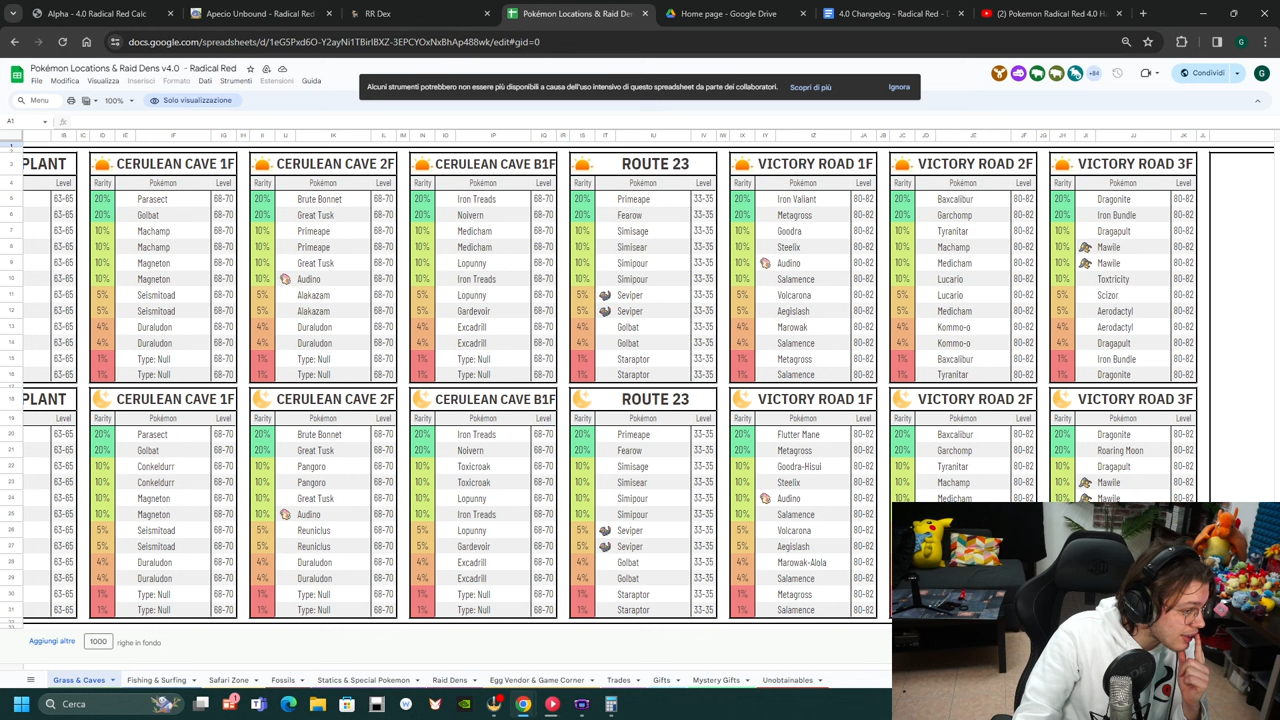 Alpha - 4.0 Radical Red Calc
Apecio Unbound - Radical Red
RR Dex
Pokémon Locations & Raid Den
Home page - Google Drive
4.0 Changelog - Radical Red -
(2) Pokemon Radical Red 4.0 H
docs.google.com/spreadsheets/d/1eG5Pxd6O-Y2ayNi1TBirIBXZ-3EPCYOxNxBhAp488wk/edit#gid=0
Pokémon Locations & Raid Dens v4.0 - Radical Red
File Modifica Visualizza Inserisci Formato Dati Strumenti Estensioni Guida
Alcuni strumenti potrebbero non essere più disponibili a causa dell'uso intensivo di questo spreadsheet da parte dei collaboratori. Scopri di più Ignora
+84 Condividi G
Menu 100% Solo visualizzazione
A1 fx
PLANT CERULEAN CAVE 1F CERULEAN CAVE 2F CERULEAN CAVE B1F ROUTE 23 VICTORY ROAD 1F VICTORY ROAD 2F VICTORY ROAD 3F
Level Rarity Pokémon Level Rarity Pokémon Level Rarity Pokémon Level Rarity Pokémon Level Rarity Pokémon Level Rarity Pokémon Level Rarity Pokémon Level
63-65 20% Parasect 68-70 20% Brute Bonnet 68-70 20% Iron Treads 68-70 20% Primeape 33-35 20% Iron Valiant 80-82 20% Baxcalibur 80-82 20% Dragonite 80-82
63-65 20% Golbat 68-70 20% Great Tusk 68-70 20% Noivern 68-70 20% Fearow 33-35 20% Metagross 80-82 20% Garchomp 80-82 20% Iron Bundle 80-82
63-65 10% Machamp 68-70 10% Primeape 68-70 10% Medicham 68-70 10% Simisage 33-35 10% Goodra 80-82 10% Tyranitar 80-82 10% Dragapult 80-82
63-65 10% Machamp 68-70 10% Primeape 68-70 10% Medicham 68-70 10% Simisear 33-35 10% Steelix 80-82 10% Machamp 80-82 10% Mawile 80-82
63-65 10% Magneton 68-70 10% Great Tusk 68-70 10% Lopunny 68-70 10% Simipour 33-35 10% Audino 80-82 10% Medicham 80-82 10% Mawile 80-82
63-65 10% Magneton 68-70 10% Audino 68-70 10% Iron Treads 68-70 10% Simipour 33-35 10% Salamence 80-82 10% Lucario 80-82 10% Toxtricity 80-82
63-65 5% Seismitoad 68-70 5% Alakazam 68-70 5% Lopunny 68-70 5% Seviper 33-35 5% Volcarona 80-82 5% Lucario 80-82 5% Scizor 80-82
63-65 5% Seismitoad 68-70 5% Alakazam 68-70 5% Gardevoir 68-70 5% Seviper 33-35 5% Aegislash 80-82 5% Medicham 80-82 5% Aerodactyl 80-82
63-65 4% Duraludon 68-70 4% Duraludon 68-70 4% Excadrill 68-70 4% Golbat 33-35 4% Marowak 80-82 4% Kommo-o 80-82 4% Aerodactyl 80-82
63-65 4% Duraludon 68-70 4% Duraludon 68-70 4% Excadrill 68-70 4% Golbat 33-35 4% Salamence 80-82 4% Kommo-o 80-82 4% Dragapult 80-82
63-65 1% Type: Null 68-70 1% Type: Null 68-70 1% Type: Null 68-70 1% Staraptor 33-35 1% Metagross 80-82 1% Baxcalibur 80-82 1% Iron Bundle 80-82
63-65 1% Type: Null 68-70 1% Type: Null 68-70 1% Type: Null 68-70 1% Staraptor 33-35 1% Salamence 80-82 1% Tyranitar 80-82 1% Dragonite 80-82
PLANT CERULEAN CAVE 1F CERULEAN CAVE 2F CERULEAN CAVE B1F ROUTE 23 VICTORY ROAD 1F VICTORY ROAD 2F VICTORY ROAD 3F
Level Rarity Pokémon Level Rarity Pokémon Level Rarity Pokémon Level Rarity Pokémon Level Rarity Pokémon Level Rarity Pokémon Level Rarity Pokémon Level
63-65 20% Parasect 68-70 20% Brute Bonnet 68-70 20% Iron Treads 68-70 20% Primeape 33-35 20% Flutter Mane 80-82 20% Baxcalibur 80-82 20% Dragonite 80-82
63-65 20% Golbat 68-70 20% Great Tusk 68-70 20% Noivern 68-70 20% Fearow 33-35 20% Metagross 80-82 20% Garchomp 80-82 20% Roaring Moon 80-82
63-65 10% Conkeldurr 68-70 10% Pangoro 68-70 10% Toxicroak 68-70 10% Simisage 33-35 10% Goodra-Hisui 80-82 10% Tyranitar 80-82 10% Dragapult 80-82
63-65 10% Conkeldurr 68-70 10% Pangoro 68-70 10% Toxicroak 68-70 10% Simisear 33-35 10% Steelix 80-82 10% Machamp 80-82 10% Mawile 80-82
63-65 10% Magneton 68-70 10% Great Tusk 68-70 10% Lopunny 68-70 10% Simipour 33-35 10% Audino 80-82 10% Medicham 80-82 10% Mawile 80-82
63-65 10% Magneton 68-70 10% Audino 68-70 10% Iron Treads 68-70 10% Simipour 33-35 10% Salamence 80-82
63-65 5% Seismitoad 68-70 5% Reuniclus 68-70 5% Lopunny 68-70 5% Seviper 33-35 5% Volcarona 80-82
63-65 5% Seismitoad 68-70 5% Reuniclus 68-70 5% Gardevoir 68-70 5% Seviper 33-35 5% Aegislash 80-82
63-65 4% Duraludon 68-70 4% Duraludon 68-70 4% Excadrill 68-70 4% Golbat 33-35 4% Marowak-Alola 80-82
63-65 4% Duraludon 68-70 4% Duraludon 68-70 4% Excadrill 68-70 4% Golbat 33-35 4% Salamence 80-82
63-65 1% Type: Null 68-70 1% Type: Null 68-70 1% Type: Null 68-70 1% Staraptor 33-35 1% Metagross 80-82
63-65 1% Type: Null 68-70 1% Type: Null 68-70 1% Type: Null 68-70 1% Staraptor 33-35 1% Salamence 80-82
Aggiungi altre 1000 righe in fondo
Grass & Caves Fishing & Surfing Safari Zone Fossils Statics & Special Pokemon Raid Dens Egg Vendor & Game Corner Trades Gifts Mystery Gifts Unobtainables
Cerca